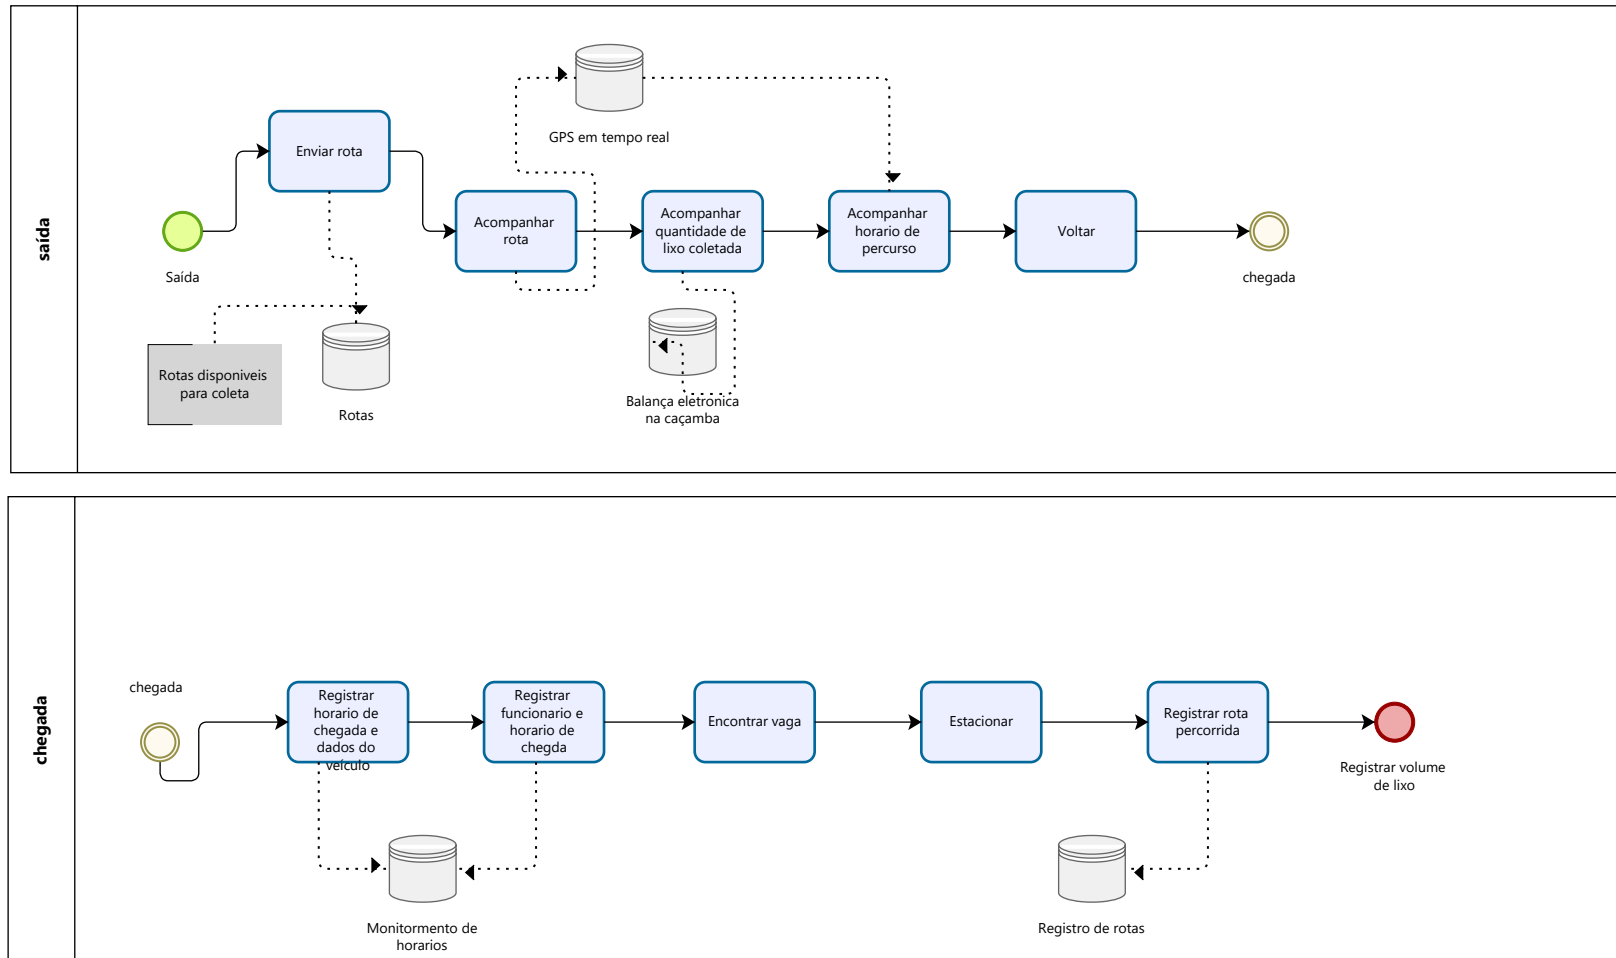 saída
GPS em tempo real
Enviar rota
Acompanhar
rota
Acompanhar
quantidade de
lixo coletada
Acompanhar
horario de
percurso
Voltar
Saída
chegada
Rotas disponiveis
para coleta
Rotas
Balança eletronica
na caçamba
chegada
chegada
Registrar
horario de
chegada e
dados do
veículo
Registrar
funcionario e
horario de
chegda
Encontrar vaga
Estacionar
Registrar rota
percorrida
Registrar volume
de lixo
Monitormento de
horarios
Registro de rotas